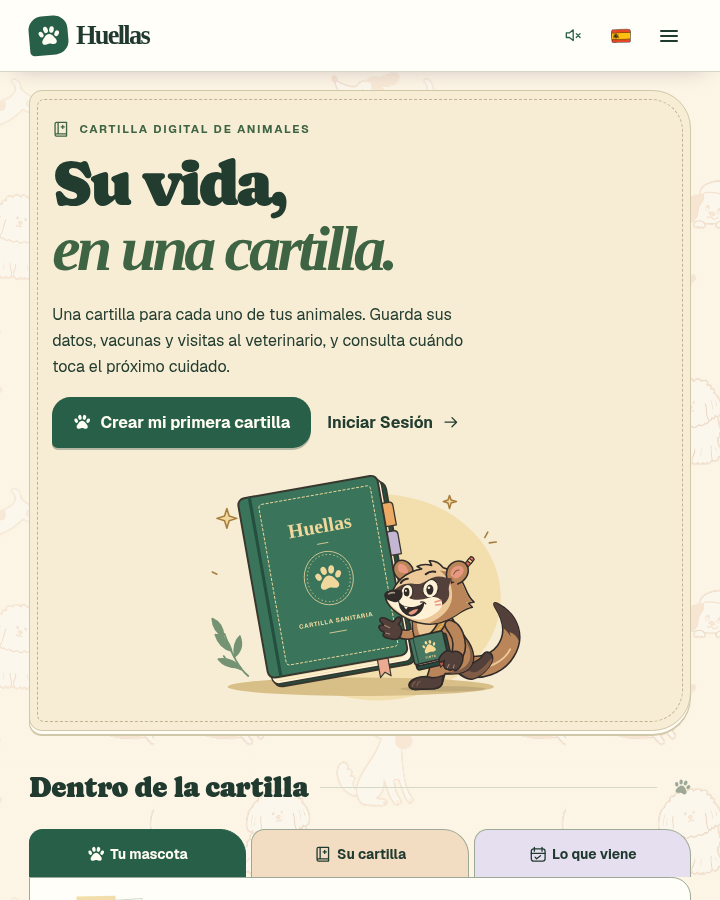 Huellas
CARTILLA DIGITAL DE ANIMALES
Su vida,
en una cartilla.
Una cartilla para cada uno de tus animales. Guarda sus
datos, vacunas y visitas al veterinario, y consulta cuándo
toca el próximo cuidado.
Crear mi primera cartilla
Iniciar Sesión
Huellas
CARTILLA SANITARIA
Dentro de la cartilla
Tu mascota
Su cartilla
Lo que viene